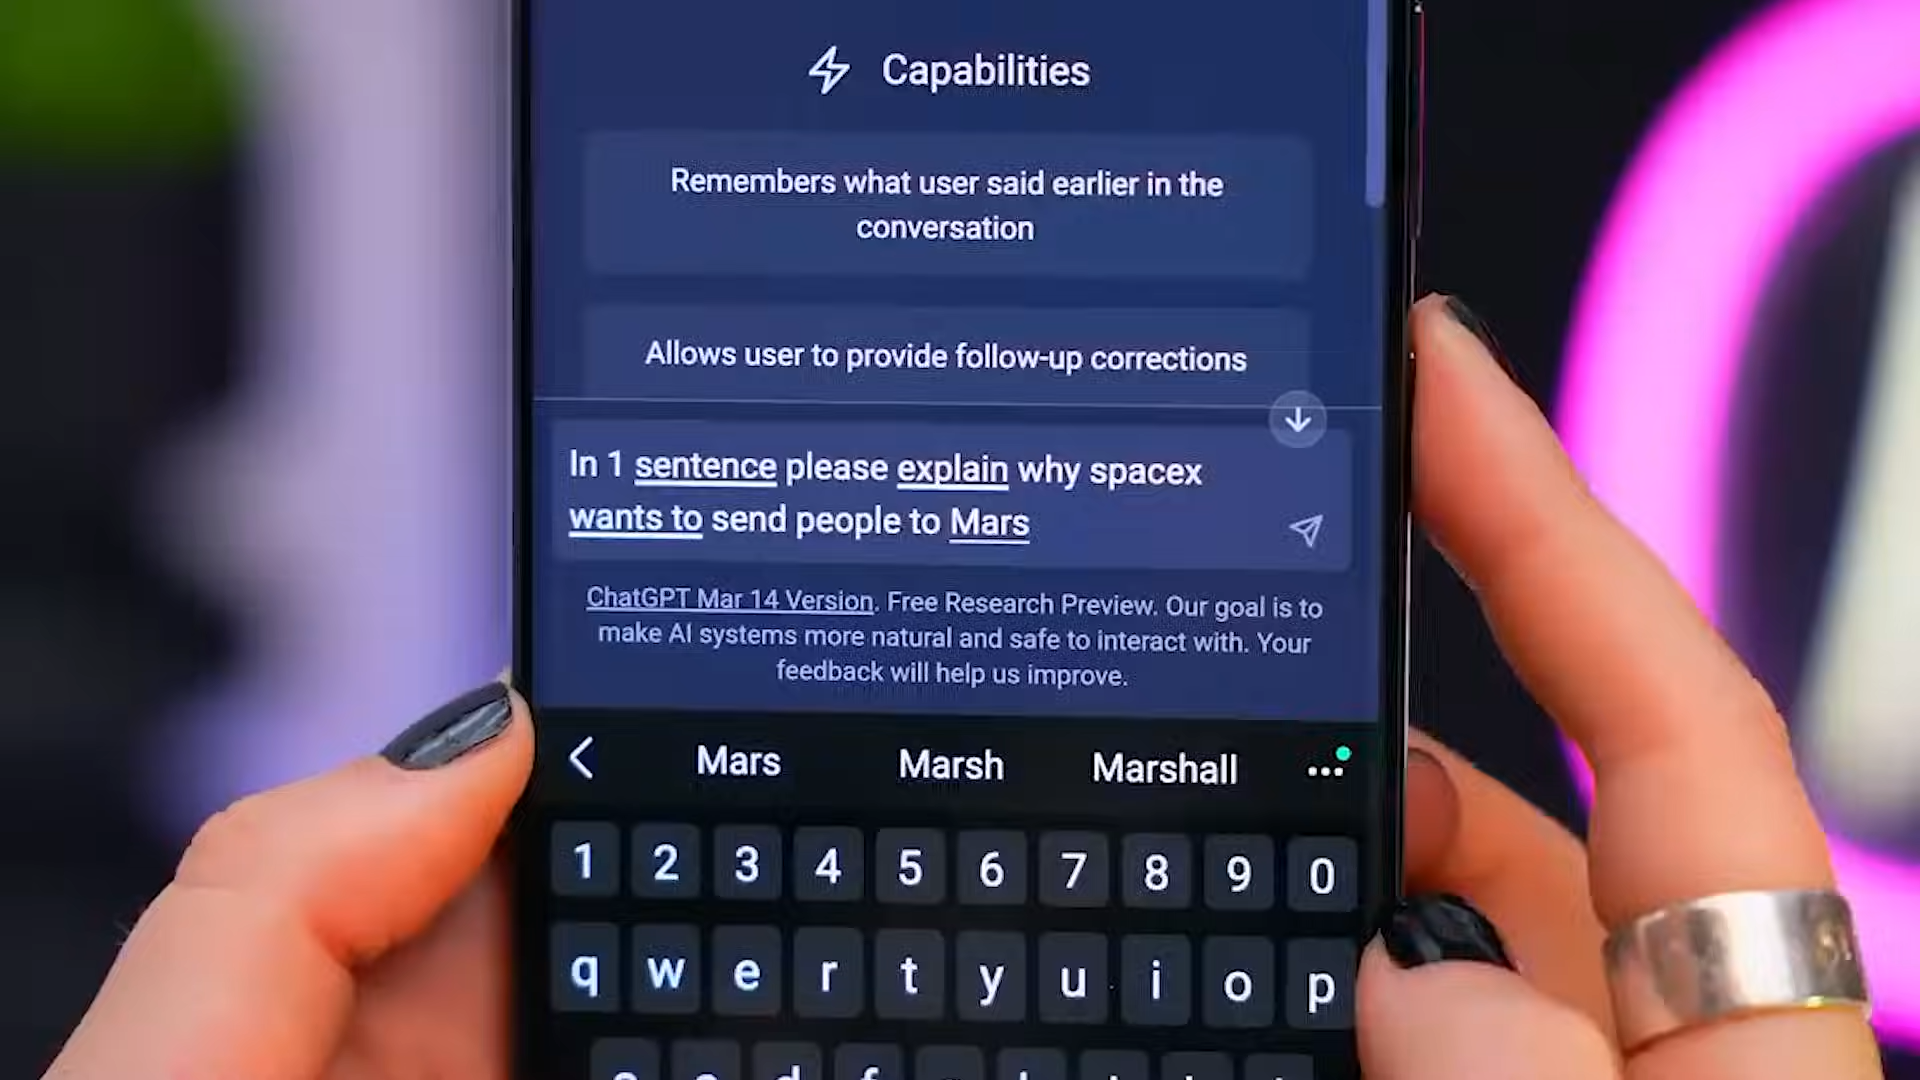 Capabilities
Remembers what user said earlier in the
conversation
Allows user to provide follow-up corrections
In 1 sentence please explain why spacex
wants to send people to Mars
ChatGPT Mar 14 Version. Free Research Preview. Our goal is to
make AI systems more natural and safe to interact with. Your
feedback will help us improve.
Mars Marsh Marshall
1 2 3 4 5 6 7 8 9 0
q w e r t y u i o p